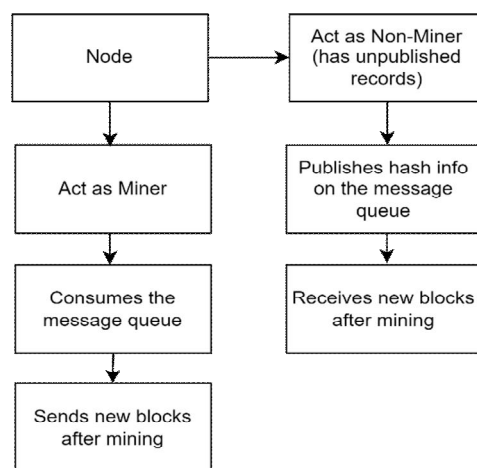 Node
Act as Non-Miner
(has unpublished
records)
Act as Miner
Publishes hash info
on the message
queue
Consumes the
message queue
Receives new blocks
after mining
Sends new blocks
after mining